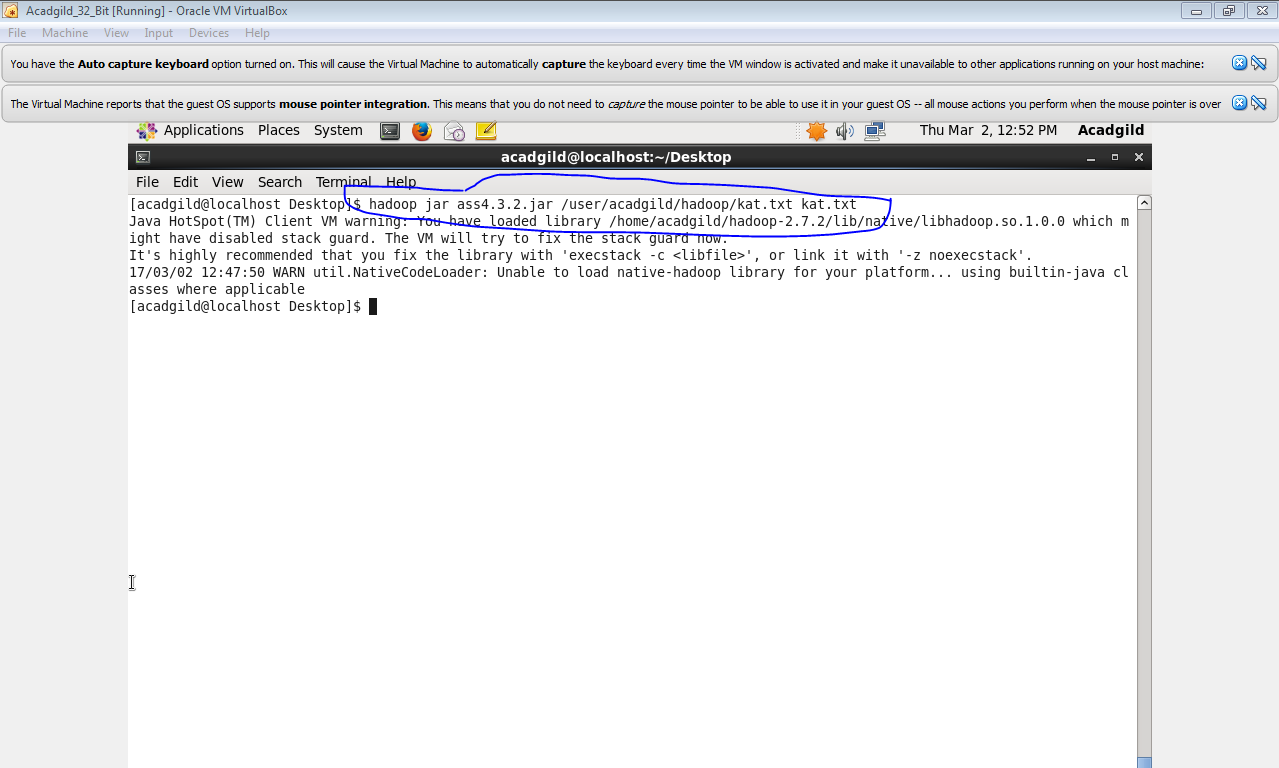 Acadgild_32_Bit [Running] - Oracle VM VirtualBox
File Machine View Input Devices Help
You have the Auto capture keyboard option turned on. This will cause the Virtual Machine to automatically capture the keyboard every time the VM window is activated and make it unavailable to other applications running on your host machine:
The Virtual Machine reports that the guest OS supports mouse pointer integration. This means that you do not need to capture the mouse pointer to be able to use it in your guest OS -- all mouse actions you perform when the mouse pointer is over
Applications Places System Thu Mar 2, 12:52 PM Acadgild
acadgild@localhost:~/Desktop
File Edit View Search Terminal Help
[acadgild@localhost Desktop]$ hadoop jar ass4.3.2.jar /user/acadgild/hadoop/kat.txt kat.txt
Java HotSpot(TM) Client VM warning: You have loaded library /home/acadgild/hadoop-2.7.2/lib/native/libhadoop.so.1.0.0 which m
ight have disabled stack guard. The VM will try to fix the stack guard now.
It's highly recommended that you fix the library with 'execstack -c <libfile>', or link it with '-z noexecstack'.
17/03/02 12:47:50 WARN util.NativeCodeLoader: Unable to load native-hadoop library for your platform... using builtin-java cl
asses where applicable
[acadgild@localhost Desktop]$